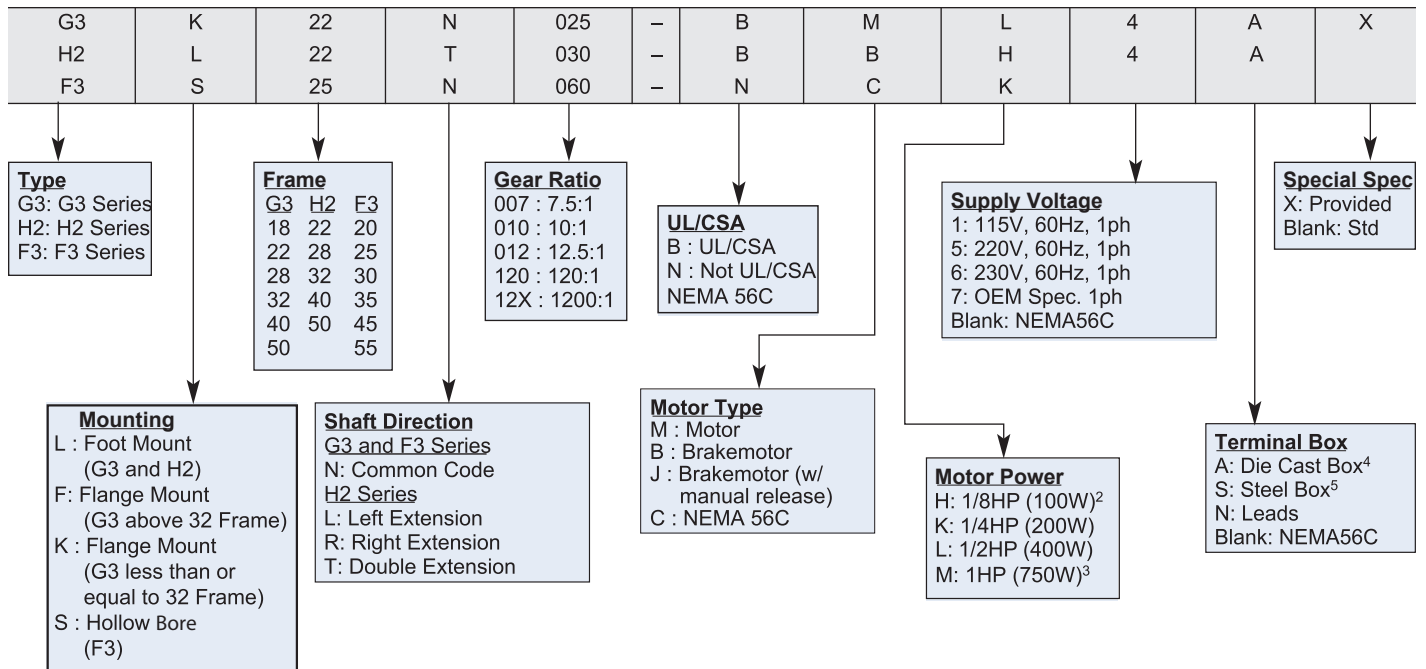 G3 K 22 N 025 – B M L 4 A X
H2 L 22 T 030 – B B H 4 A
F3 S 25 N 060 – N C K
Type
G3: G3 Series
H2: H2 Series
F3: F3 Series
Frame
G3 H2 F3
18 22 20
22 28 25
28 32 30
32 40 35
40 50 45
50 55
Gear Ratio
007 : 7.5:1
010 : 10:1
012 : 12.5:1
120 : 120:1
12X : 1200:1
UL/CSA
B : UL/CSA
N : Not UL/CSA
NEMA 56C
Supply Voltage
1: 115V, 60Hz, 1ph
5: 220V, 60Hz, 1ph
6: 230V, 60Hz, 1ph
7: OEM Spec. 1ph
Blank: NEMA56C
Special Spec
X: Provided
Blank: Std
Mounting
L : Foot Mount
(G3 and H2)
F: Flange Mount
(G3 above 32 Frame)
K : Flange Mount
(G3 less than or
equal to 32 Frame)
S : Hollow Bore
(F3)
Shaft Direction
G3 and F3 Series
N: Common Code
H2 Series
L: Left Extension
R: Right Extension
T: Double Extension
Motor Type
M : Motor
B : Brakemotor
J : Brakemotor (w/
manual release)
C : NEMA 56C
Motor Power
H: 1/8HP (100W)²
K: 1/4HP (200W)
L: 1/2HP (400W)
M: 1HP (750W)³
Terminal Box
A: Die Cast Box⁴
S: Steel Box⁵
N: Leads
Blank: NEMA56C